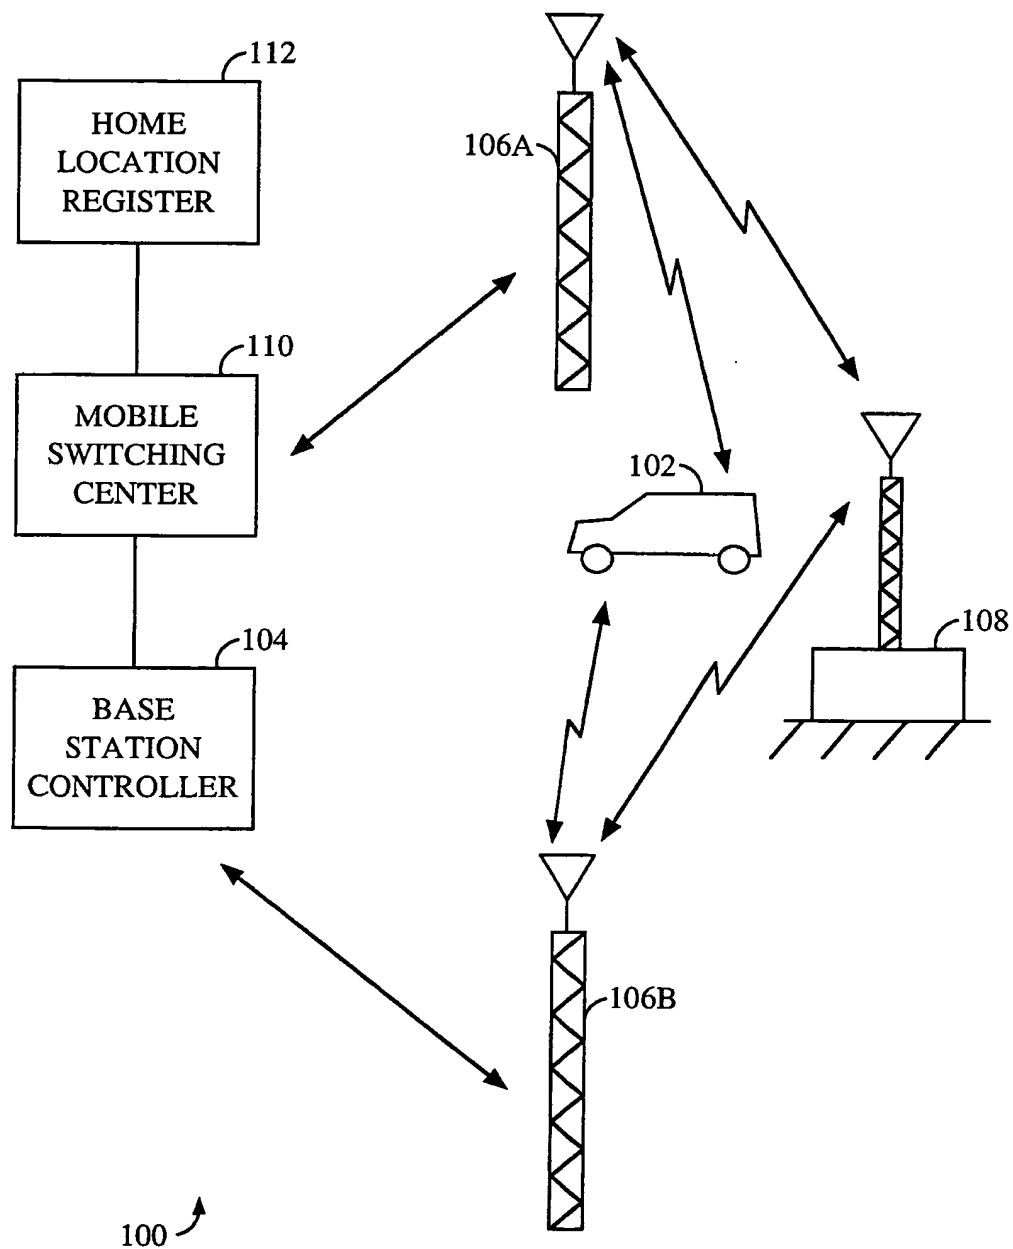 112
HOME
LOCATION
REGISTER
106A
110
MOBILE
SWITCHING
CENTER
102
104
108
BASE
STATION
CONTROLLER
106B
100